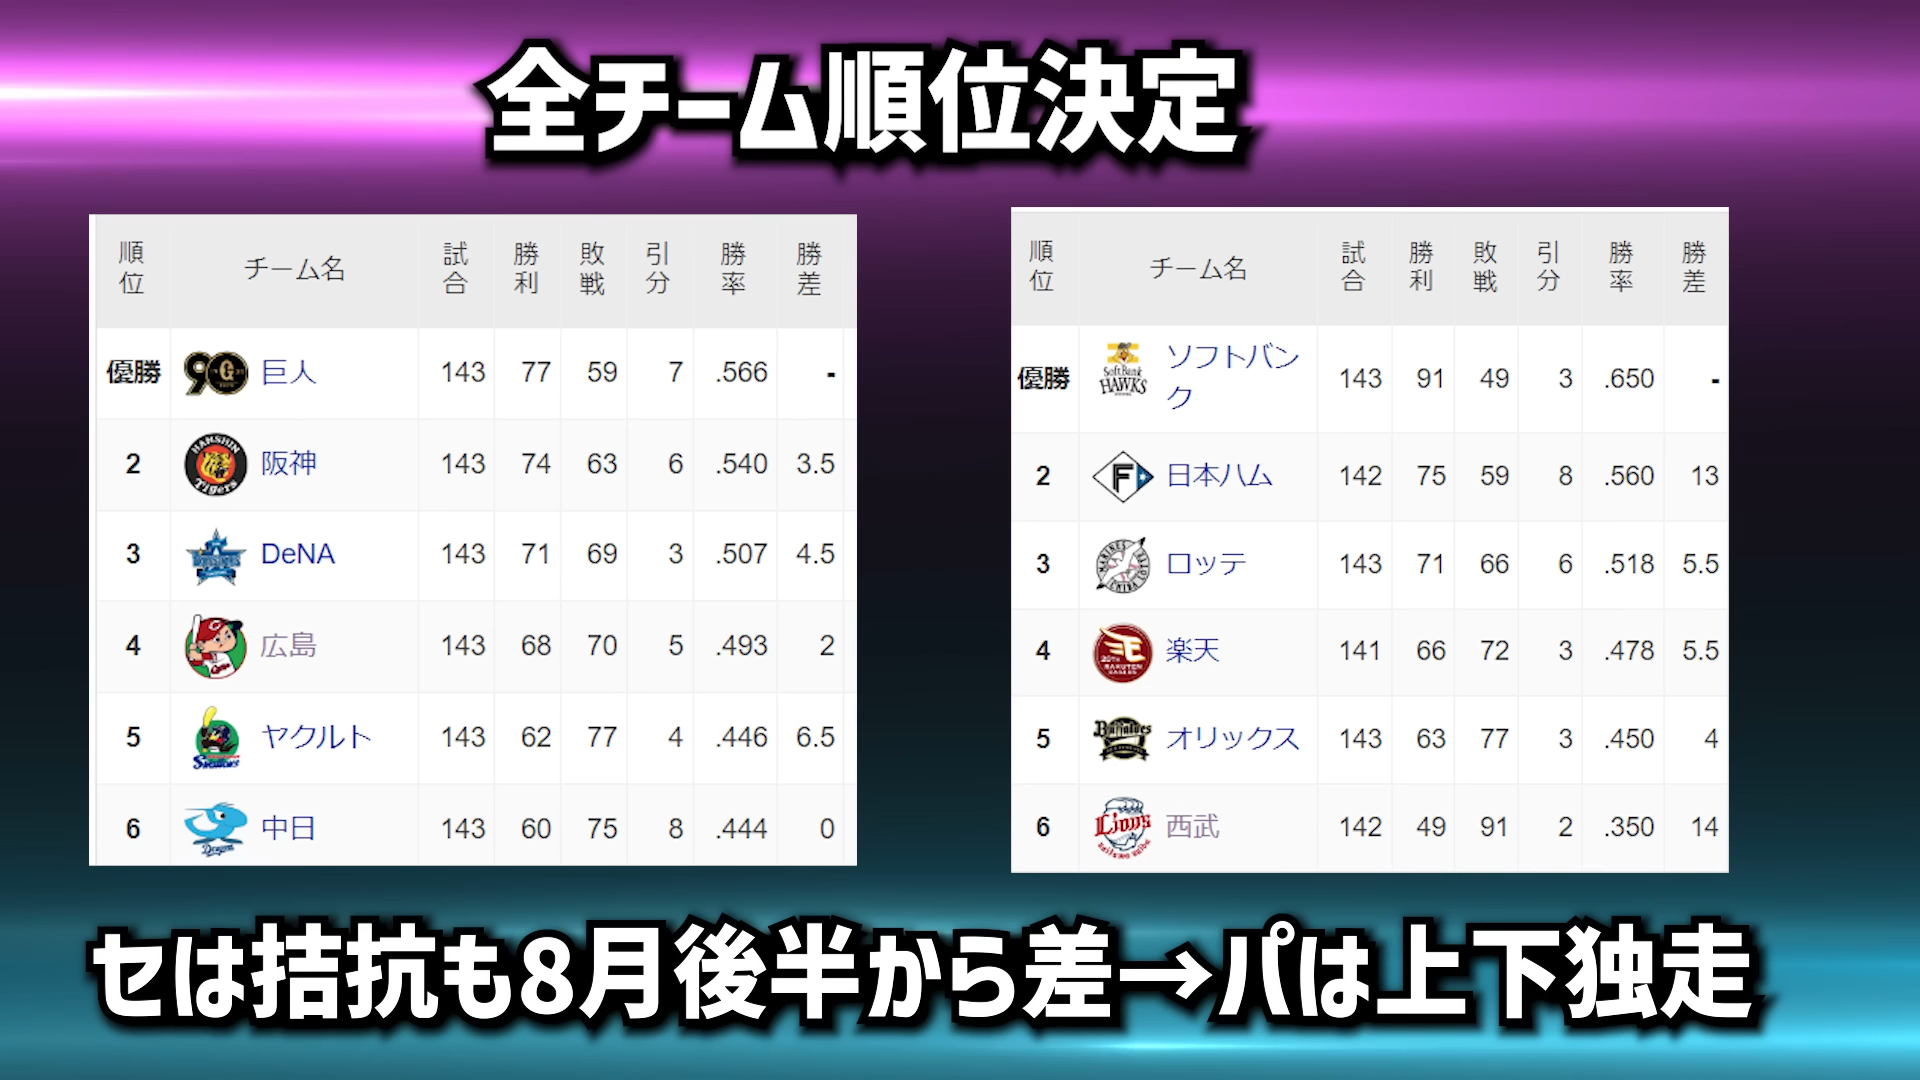 全チーム順位決定
順位 チーム名 試合 勝利 敗戦 引分 勝率 勝差
優勝 巨人 143 77 59 7 .566 -
2 阪神 143 74 63 6 .540 3.5
3 DeNA 143 71 69 3 .507 4.5
4 広島 143 68 70 5 .493 2
5 ヤクルト 143 62 77 4 .446 6.5
6 中日 143 60 75 8 .444 0
順位 チーム名 試合 勝利 敗戦 引分 勝率 勝差
優勝 SoftBank HAWKS ソフトバンク 143 91 49 3 .650 -
2 F 日本ハム 142 75 59 8 .560 13
3 ロッテ 143 71 66 6 .518 5.5
4 楽天 141 66 72 3 .478 5.5
5 Buffaloes オリックス 143 63 77 3 .450 4
6 Lions 西武 142 49 91 2 .350 14
セは拮抗も8月後半から差→パは上下独走